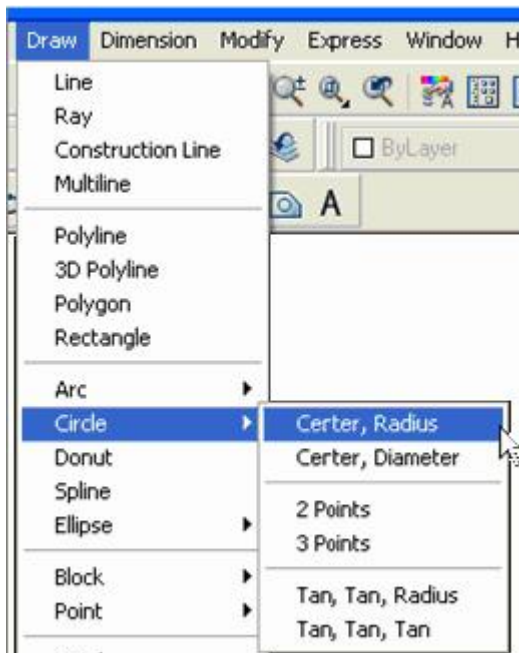 Draw Dimension Modify Express Window H
ByLayer
A
Line
Ray
Construction Line
Multiline
Polyline
3D Polyline
Polygon
Rectangle
Arc
Circle
Donut
Spline
Ellipse
Block
Point
Certer, Radius
Certer, Diameter
2 Points
3 Points
Tan, Tan, Radius
Tan, Tan, Tan